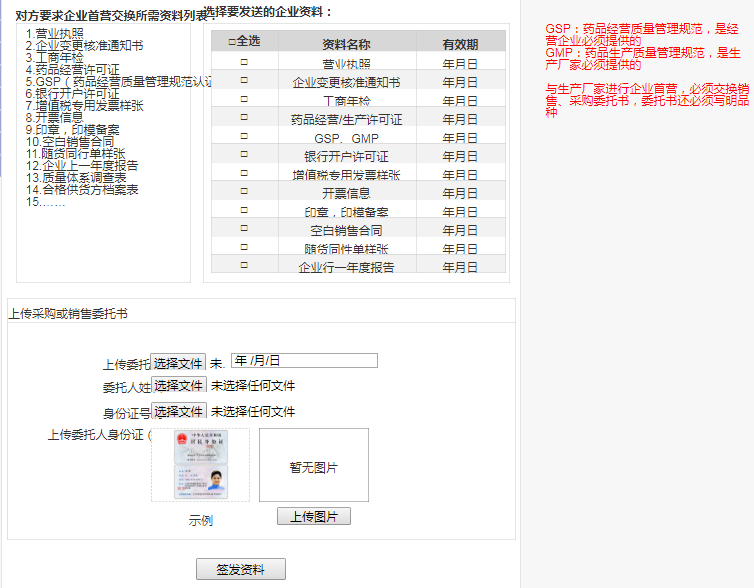 对方要求企业首营交换所需资料列表
1.营业执照
2.企业变更核准通知书
3.工商年检
4.药品经营许可证
5.GSP（药品经营质量管理规范认证
6.银行开户许可证
7.增值税专用发票样张
8.开票信息
9.印章，印模备案
10.空白销售合同
11.随货同行单样张
12.企业上一年度报告
13.质量体系调查表
14.合格供货方档案表
15.……
选择要发送的企业资料：
□全选 资料名称 有效期
□ 营业执照 年月日
□ 企业变更核准通知书 年月日
□ 工商年检 年月日
□ 药品经营/生产许可证 年月日
□ GSP、GMP 年月日
□ 银行开户许可证 年月日
□ 增值税专用发票样张 年月日
□ 开票信息 年月日
□ 印章，印模备案 年月日
□ 空白销售合同 年月日
□ 随货同性单样张 年月日
□ 企业行一年度报告 年月日
GSP：药品经营质量管理规范，是经
营企业必须提供的
GMP：药品生产质量管理规范，是生
产厂家必须提供的
与生产厂家进行企业首营，必须交换销
售、采购委托书，委托书还必须写明品
种
上传采购或销售委托书
上传委托 选择文件 未. 年 /月/日
委托人姓 选择文件 未选择任何文件
身份证号 选择文件 未选择任何文件
上传委托人身份证（
中华人民共和国
居民身份证
暂无图片
示例
上传图片
签发资料